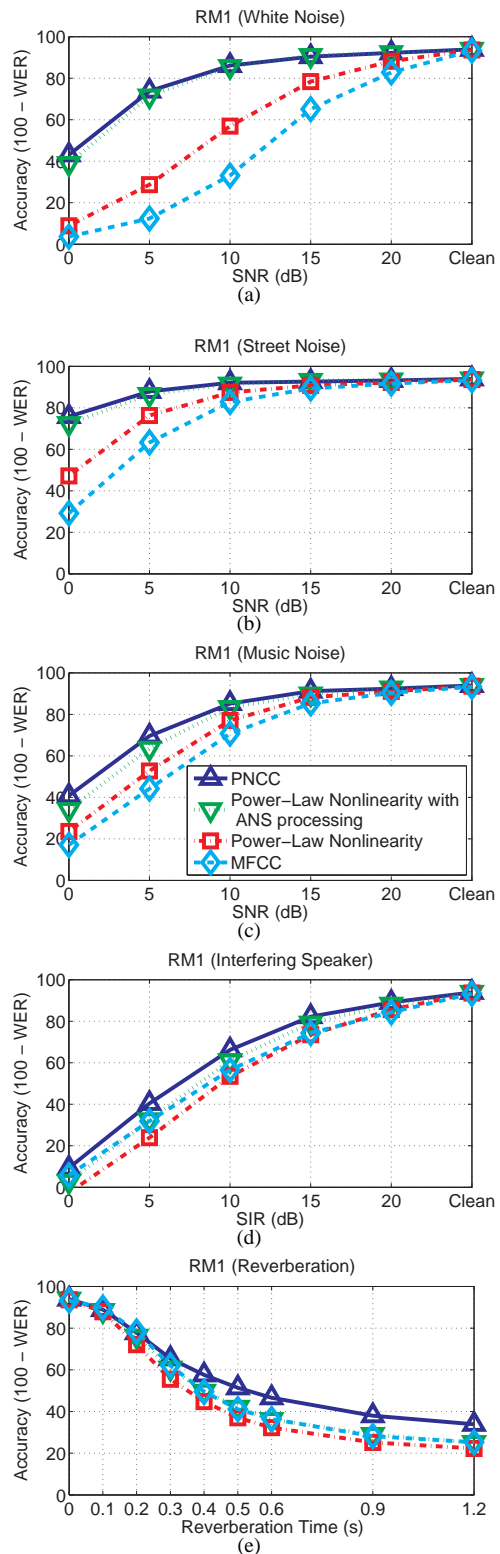 RM1 (White Noise)
Accuracy (100 − WER)
100
80
60
40
20
0
0 5 10 15 20 Clean
SNR (dB)
(a)
RM1 (Street Noise)
Accuracy (100 − WER)
100
80
60
40
20
0
0 5 10 15 20 Clean
SNR (dB)
(b)
RM1 (Music Noise)
Accuracy (100 − WER)
100
80
60
40
20
0
PNCC
Power−Law Nonlinearity with
ANS processing
Power−Law Nonlinearity
MFCC
0 5 10 15 20 Clean
SNR (dB)
(c)
RM1 (Interfering Speaker)
Accuracy (100 − WER)
100
80
60
40
20
0
0 5 10 15 20 Clean
SIR (dB)
(d)
RM1 (Reverberation)
Accuracy (100 − WER)
100
80
60
40
20
0
0 0.1 0.2 0.3 0.4 0.5 0.6 0.9 1.2
Reverberation Time (s)
(e)